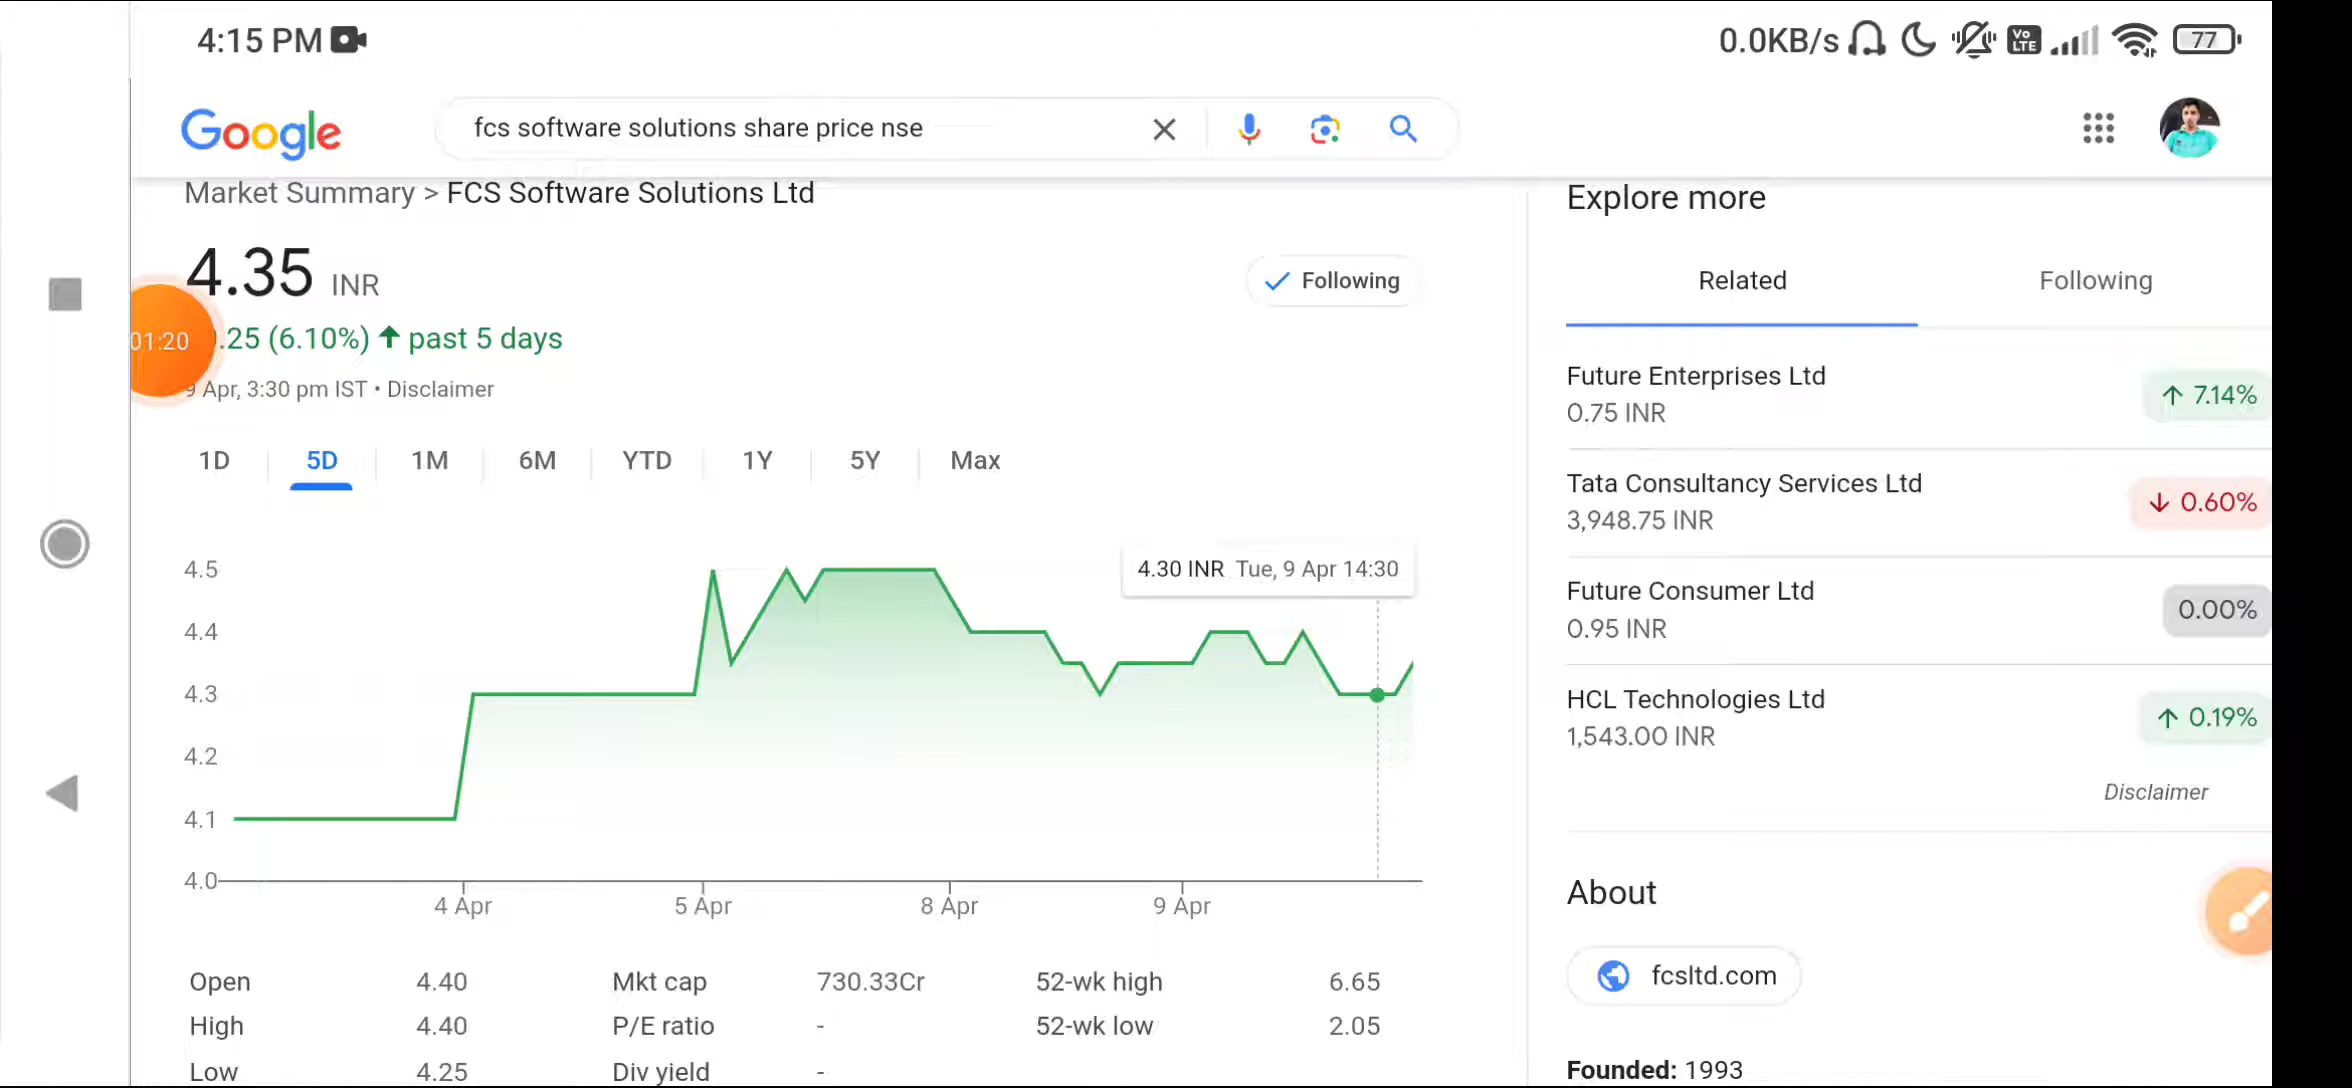 4:15 PM
0.0KB/s
Vo LTE
77
Google
fcs software solutions share price nse
Market Summary > FCS Software Solutions Ltd
4.35 INR
Following
01:20
.25 (6.10%) ↑ past 5 days
9 Apr, 3:30 pm IST • Disclaimer
1D 5D 1M 6M YTD 1Y 5Y Max
4.30 INR Tue, 9 Apr 14:30
4.5
4.4
4.3
4.2
4.1
4.0
4 Apr 5 Apr 8 Apr 9 Apr
Open 4.40 Mkt cap 730.33Cr 52-wk high 6.65
High 4.40 P/E ratio - 52-wk low 2.05
Low 4.25 Div yield -
Explore more
Related Following
Future Enterprises Ltd
0.75 INR
↑ 7.14%
Tata Consultancy Services Ltd
3,948.75 INR
↓ 0.60%
Future Consumer Ltd
0.95 INR
0.00%
HCL Technologies Ltd
1,543.00 INR
↑ 0.19%
Disclaimer
About
fcsltd.com
Founded: 1993